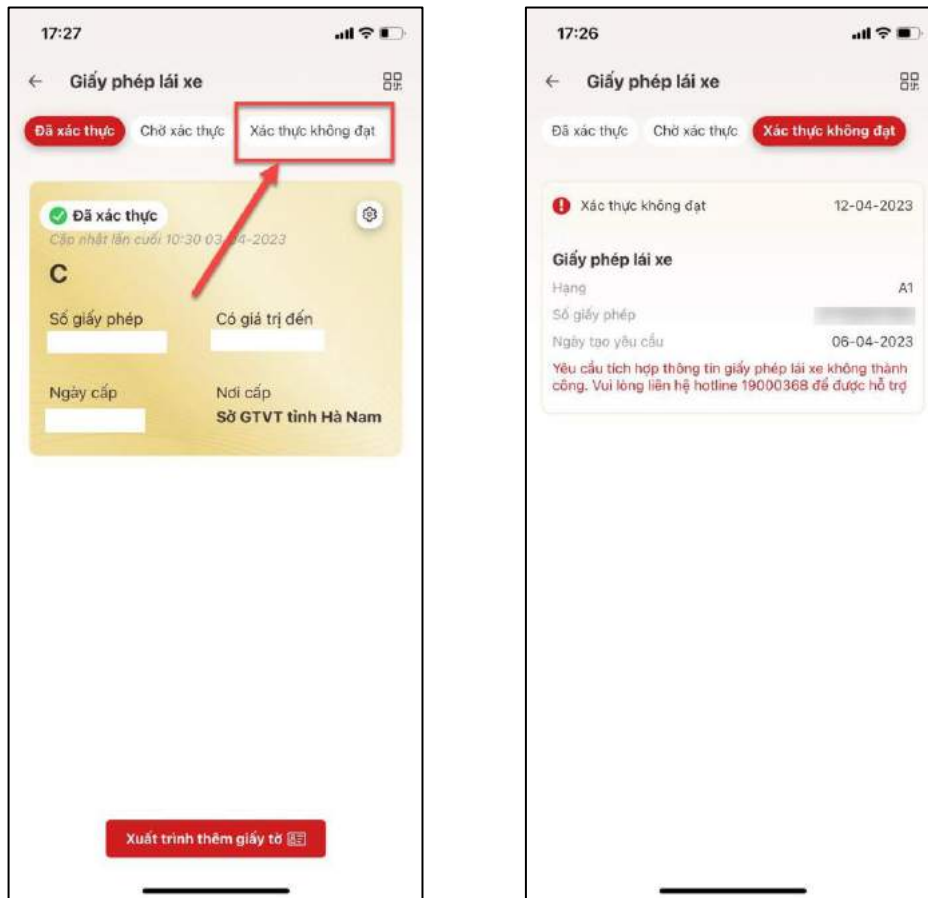 17:27
Giấy phép lái xe
Đã xác thực Chờ xác thực Xác thực không đạt
Đã xác thực
Cập nhật lần cuối 10:30 03-04-2023
C
Số giấy phép Có giá trị đến
Ngày cấp Nơi cấp
Sở GTVT tỉnh Hà Nam
Xuất trình thêm giấy tờ
17:26
Giấy phép lái xe
Đã xác thực Chờ xác thực Xác thực không đạt
Xác thực không đạt 12-04-2023
Giấy phép lái xe
Hạng A1
Số giấy phép
Ngày tạo yêu cầu 06-04-2023
Yêu cầu tích hợp thông tin giấy phép lái xe không thành
công. Vui lòng liên hệ hotline 19000368 để được hỗ trợ